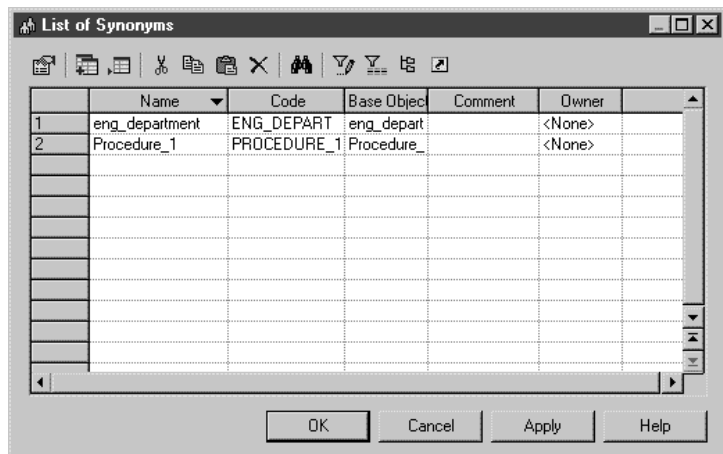 List of Synonyms
Name Code Base Objec Comment Owner
1 eng_department ENG_DEPART eng_depart <None>
2 Procedure_1 PROCEDURE_1 Procedure_ <None>
OK Cancel Apply Help